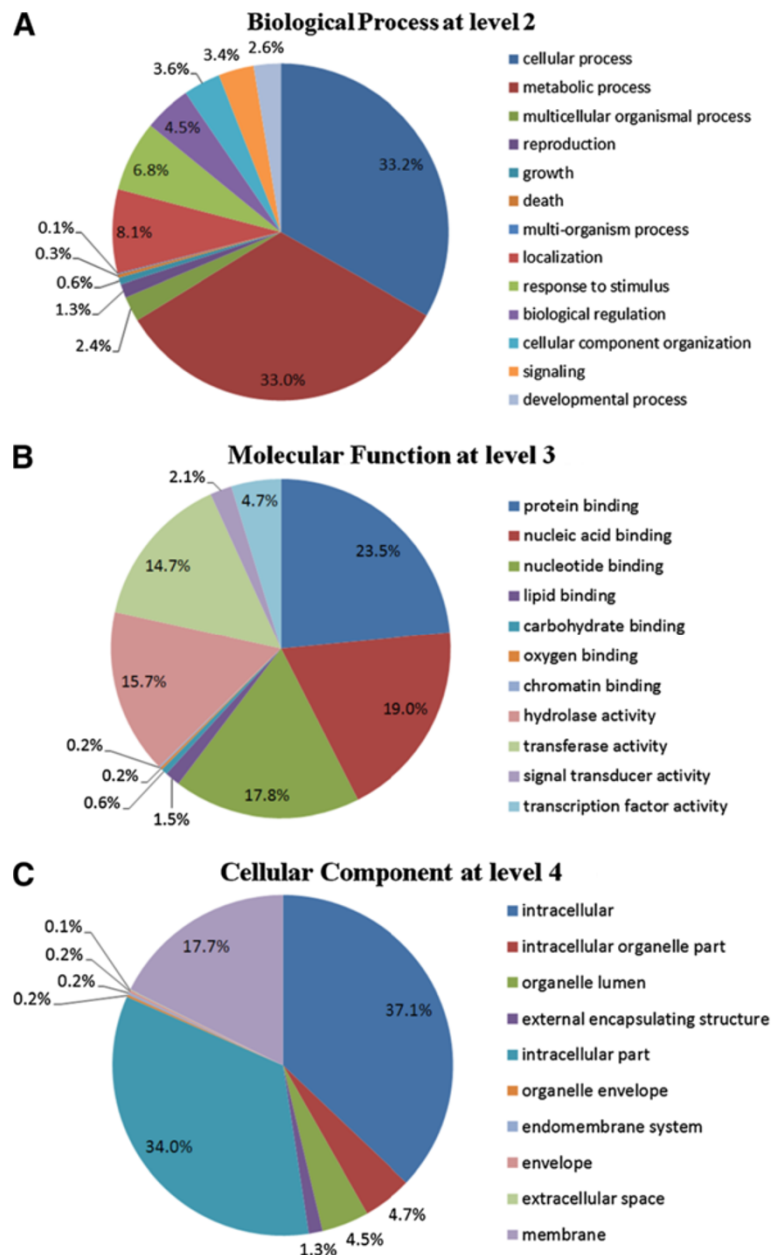 A
Biological Process at level 2
2.6%
3.4%
3.6%
4.5%
6.8%
8.1%
0.1%
0.3%
0.6%
1.3%
2.4%
33.0%
33.2%
cellular process
metabolic process
multicellular organismal process
reproduction
growth
death
multi-organism process
localization
response to stimulus
biological regulation
cellular component organization
signaling
developmental process
B
Molecular Function at level 3
2.1%
4.7%
23.5%
14.7%
15.7%
19.0%
0.2%
0.2%
0.6%
1.5%
17.8%
protein binding
nucleic acid binding
nucleotide binding
lipid binding
carbohydrate binding
oxygen binding
chromatin binding
hydrolase activity
transferase activity
signal transducer activity
transcription factor activity
C
Cellular Component at level 4
0.1%
0.2%
0.2%
0.2%
17.7%
37.1%
34.0%
4.7%
4.5%
1.3%
intracellular
intracellular organelle part
organelle lumen
external encapsulating structure
intracellular part
organelle envelope
endomembrane system
envelope
extracellular space
membrane